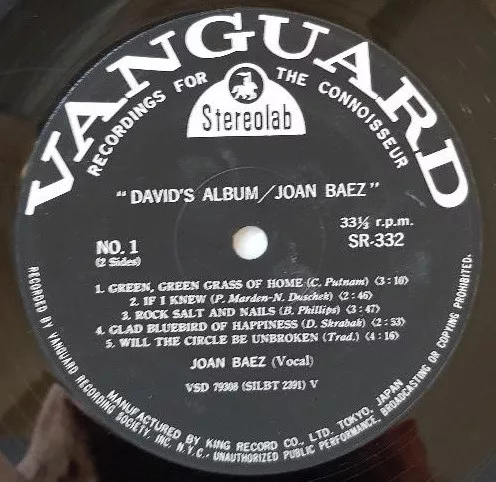 VANGUARD
RECORDINGS FOR THE CONNOISSEUR
Stereolab
"DAVID'S ALBUM/JOAN BAEZ"
33⅓ r.p.m.
NO. 1
SR-332
(2 Sides)
1. GREEN, GREEN GRASS OF HOME (C. Putnam) (3:10)
2. IF I KNEW (P. Marden-N. Duschek) (2:45)
3. ROCK SALT AND NAILS (B. Phillips) (3:47)
4. GLAD BLUEBIRD OF HAPPINESS (D. Skrabak) (2:53)
5. WILL THE CIRCLE BE UNBROKEN (Trad.) (4:16)
JOAN BAEZ (Vocal)
VSD 79308 (SILBT 2391) V
RECORDED BY VANGUARD RECORDING SOCIETY, INC. N.Y.C., UNAUTHORIZED PUBLIC PERFORMANCE, BROADCASTING OR COPYING PROHIBITED.
MANUFACTURED BY KING RECORD CO., LTD. TOKYO, JAPAN